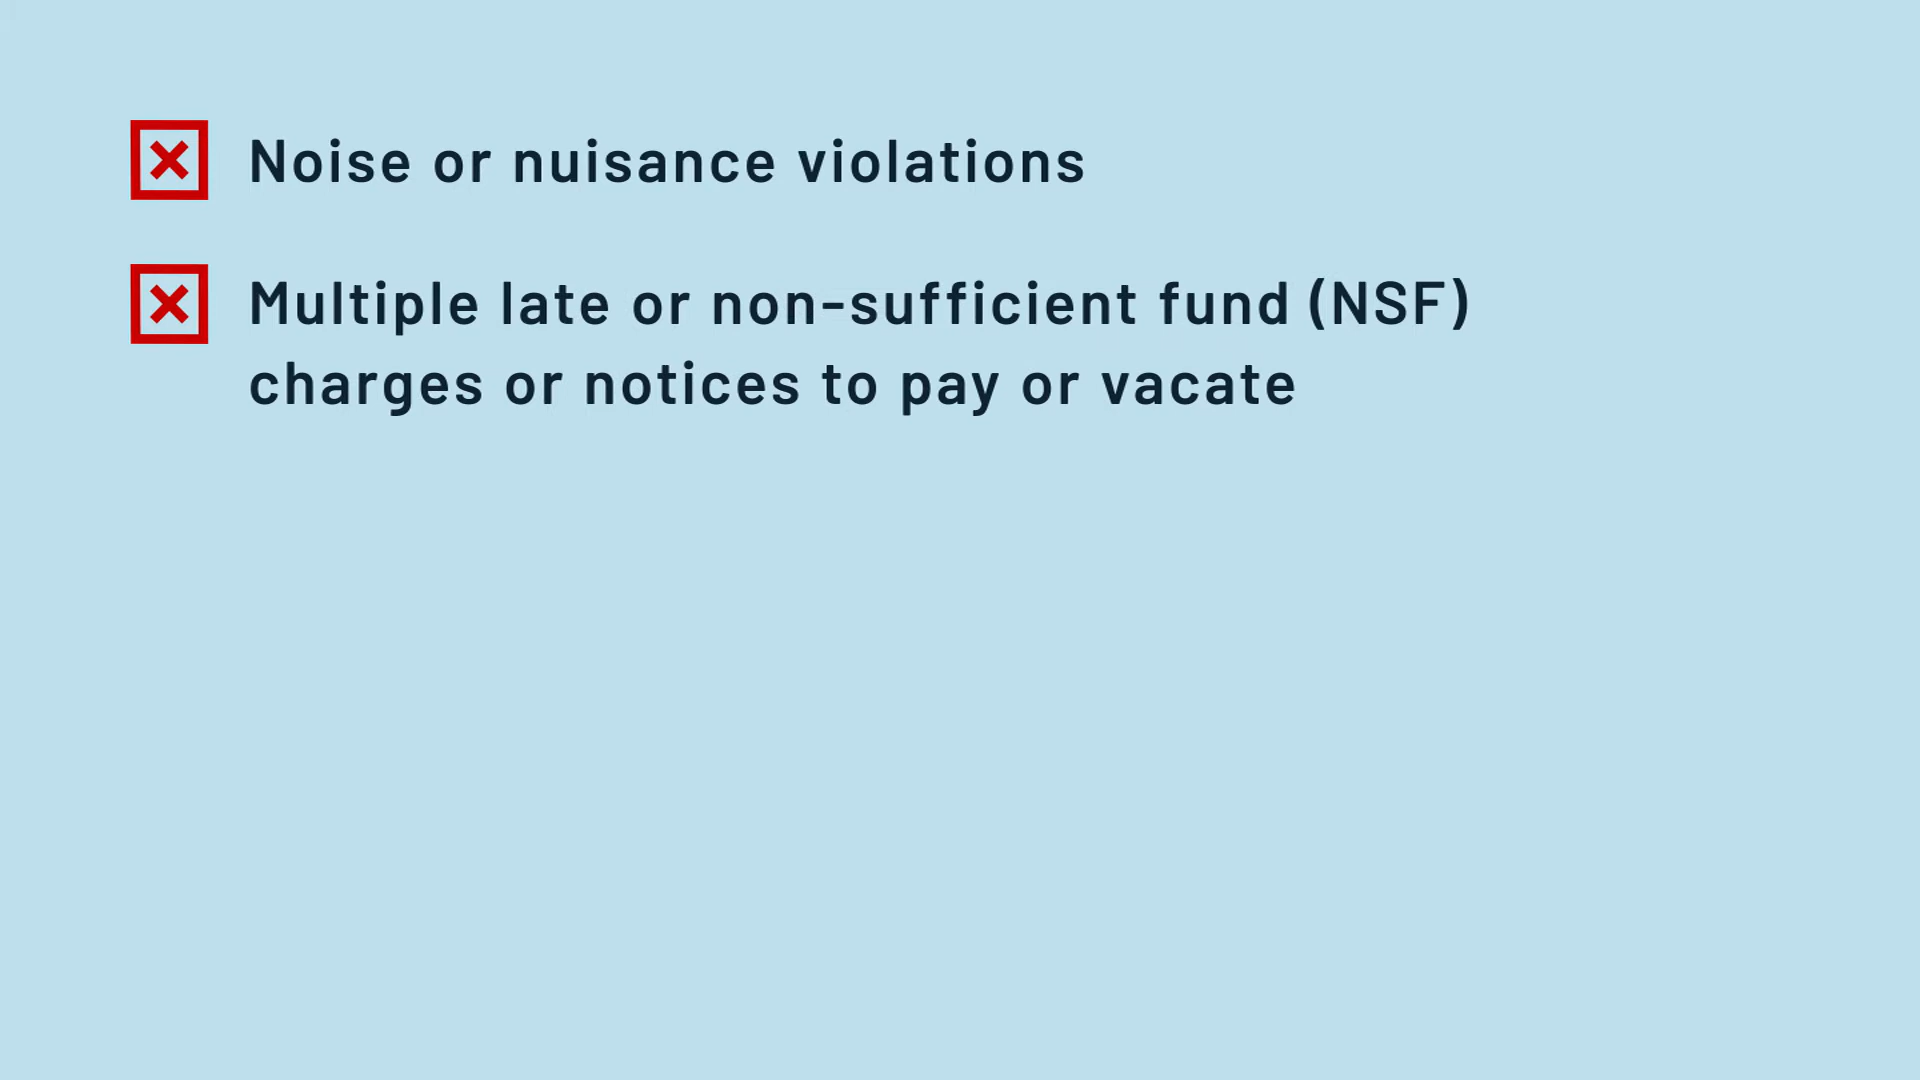 Noise or nuisance violations
Multiple late or non-sufficient fund (NSF)
charges or notices to pay or vacate